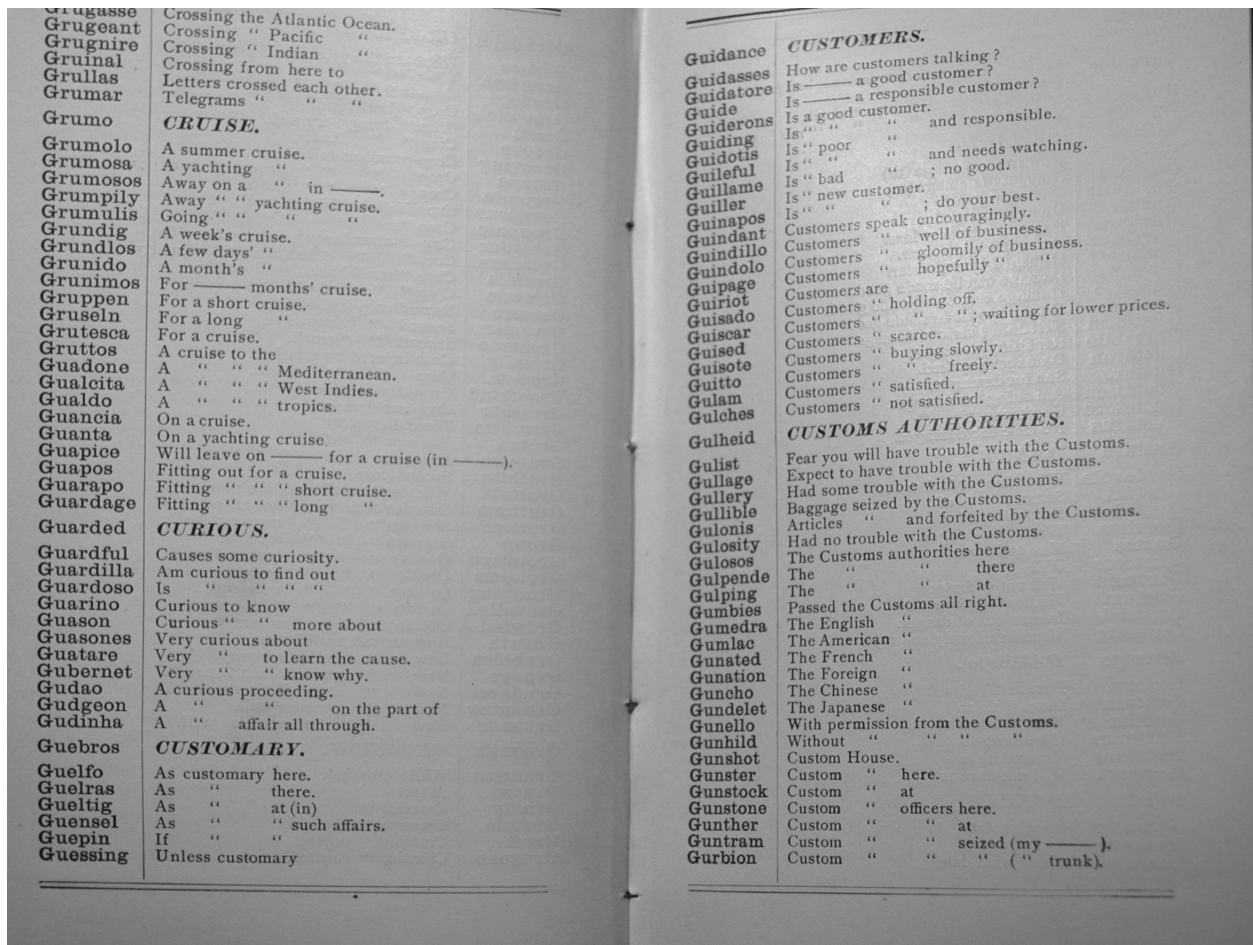 Grugasse Crossing the Atlantic Ocean.
Grugeant Crossing “ Pacific “
Grugnire Crossing “ Indian “
Gruinal Crossing from here to
Grullas Letters crossed each other.
Grumar Telegrams “ “ “
Grumo CRUISE.
Grumolo A summer cruise.
Grumosa A yachting “
Grumosos Away on a “ in ——.
Grumpily Away “ “ yachting cruise.
Grumulis Going “ “ “ “
Grundig A week's cruise.
Grundlos A few days' “
Grunido A month's “
Grunimos For —— months' cruise.
Gruppen For a short cruise.
Gruseln For a long “
Grutesca For a cruise.
Gruttos A cruise to the
Guadone A “ “ “ Mediterranean.
Gualcita A “ “ “ West Indies.
Gualdo A “ “ “ tropics.
Guancia On a cruise.
Guanta On a yachting cruise
Guapice Will leave on —— for a cruise (in ——).
Guapos Fitting out for a cruise.
Guarapo Fitting “ “ “ short cruise.
Guardage Fitting “ “ “ long “
Guarded CURIOUS.
Guardful Causes some curiosity.
Guardilla Am curious to find out
Guardoso Is “ “ “ “
Guarino Curious to know
Guason Curious “ “ more about
Guasones Very curious about
Guatare Very “ to learn the cause.
Gubernet Very “ “ know why.
Gudao A curious proceeding.
Gudgeon A “ “ on the part of
Gudinha A “ affair all through.
Guebros CUSTOMARY.
Guelfo As customary here.
Guelras As “ there.
Gueltig As “ at (in)
Guensel As “ “ such affairs.
Guepin If “ “
Guessing Unless customary
Guidance CUSTOMERS.
Guidasses How are customers talking?
Guidatore Is —— a good customer?
Guide Is —— a responsible customer?
Guiderons Is a good customer.
Guiding Is “ “ “ and responsible.
Guidotis Is “ poor “
Guileful Is “ “ “ and needs watching.
Guillame Is “ bad “ ; no good.
Guiller Is “ new customer.
Guinapos Is “ “ “ ; do your best.
Guindant Customers speak encouragingly.
Guindillo Customers “ well of business.
Guindolo Customers “ gloomily of business.
Guipage Customers “ hopefully “ “
Guiriot Customers are
Guisado Customers “ holding off.
Guiscar Customers “ “ “ ; waiting for lower prices.
Guised Customers “ scarce.
Guisote Customers “ buying slowly.
Guitto Customers “ “ freely.
Gulam Customers “ satisfied.
Gulches Customers “ not satisfied.
Gulheid CUSTOMS AUTHORITIES.
Gulist Fear you will have trouble with the Customs.
Gullage Expect to have trouble with the Customs.
Gullery Had some trouble with the Customs.
Gullible Baggage seized by the Customs.
Gulonis Articles “ and forfeited by the Customs.
Gulosity Had no trouble with the Customs.
Gulosos The Customs authorities here
Gulpende The “ “ there
Gulping The “ “ at
Gumbies Passed the Customs all right.
Gumedra The English “
Gumlac The American “
Gunated The French “
Gunation The Foreign “
Guncho The Chinese “
Gundelet The Japanese “
Gunello With permission from the Customs.
Gunhild Without “ “ “ “
Gunshot Custom House.
Gunster Custom “ here.
Gunstock Custom “ at
Gunstone Custom “ officers here.
Gunther Custom “ “ at
Guntram Custom “ “ seized (my —— ).
Gurbion Custom “ “ “ ( “ trunk).